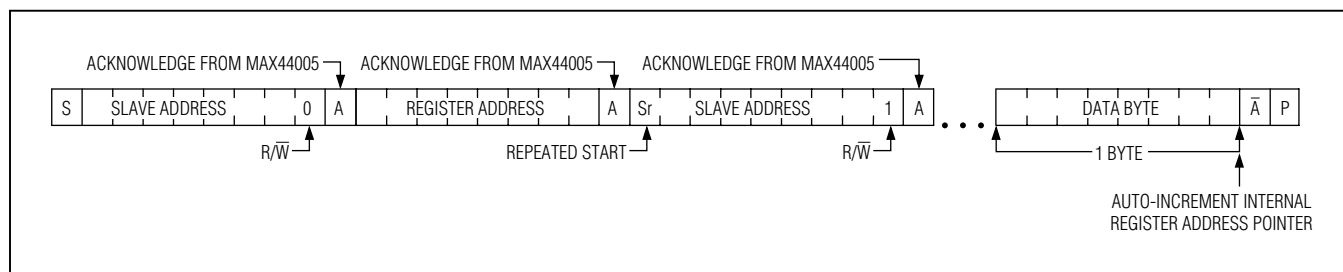 ACKNOWLEDGE FROM MAX44005 ACKNOWLEDGE FROM MAX44005 ACKNOWLEDGE FROM MAX44005
S SLAVE ADDRESS 0 A REGISTER ADDRESS A Sr SLAVE ADDRESS 1 A ... DATA BYTE A̅ P
R/W̅ REPEATED START R/W̅ 1 BYTE
AUTO-INCREMENT INTERNAL
REGISTER ADDRESS POINTER